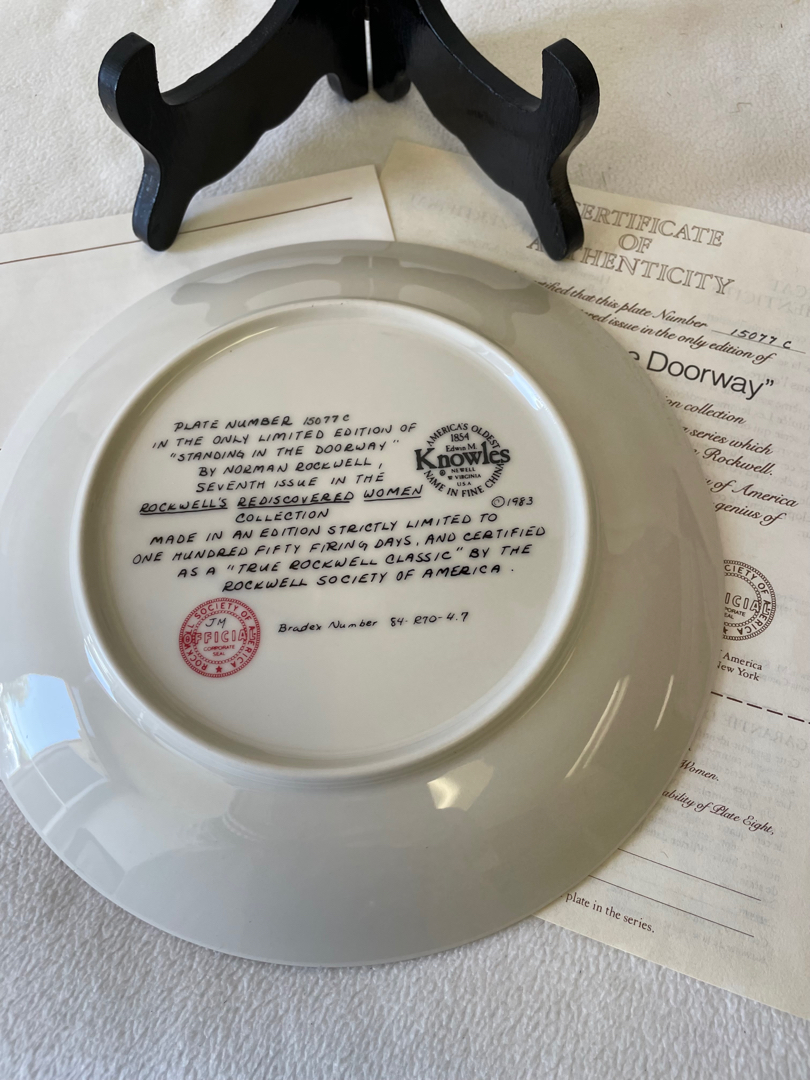 CERTIFICATE
OF
AUTHENTICITY
that this plate Number 15077 C
issue in the only edition of
Doorway"
collection
series which
Rockwell.
of America
genius of
OFFICIAL
America
New York
Women.
of Plate Eight,
plate in the series.
PLATE NUMBER 15077C
IN THE ONLY LIMITED EDITION OF
"STANDING IN THE DOORWAY"
BY NORMAN ROCKWELL,
SEVENTH ISSUE IN THE
ROCKWELL'S REDISCOVERED WOMEN
COLLECTION
MADE IN AN EDITION STRICTLY LIMITED TO
ONE HUNDRED FIFTY FIRING DAYS, AND CERTIFIED
AS A "TRUE ROCKWELL CLASSIC" BY THE
ROCKWELL SOCIETY OF AMERICA.
AMERICA'S OLDEST
1854
Edwin M.
Knowles
® NEWELL
W VIRGINIA
U.S.A
NAME IN FINE CHINA
©1983
ROCKWELL SOCIETY OF AMERICA
JM
OFFICIAL
CORPORATE
SEAL
Bradex Number 84-R70-4.7